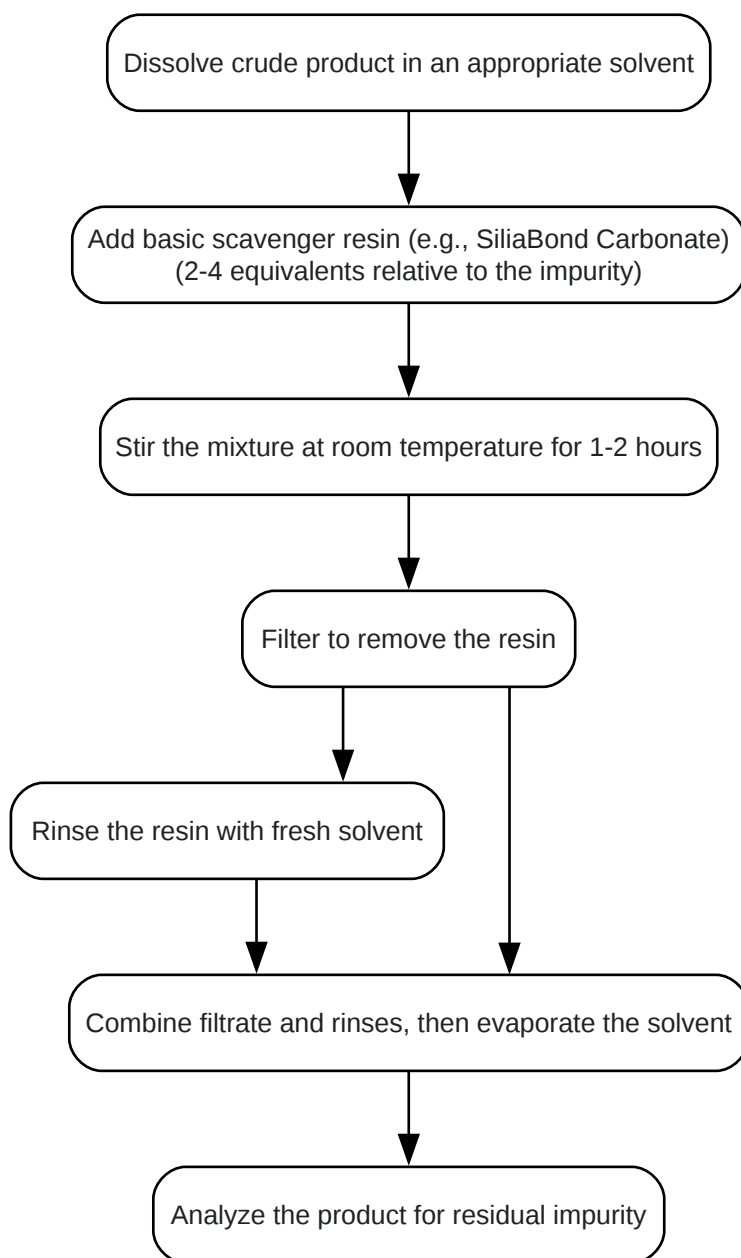 Dissolve crude product in an appropriate solvent
Add basic scavenger resin (e.g., SiliaBond Carbonate)
(2-4 equivalents relative to the impurity)
Stir the mixture at room temperature for 1-2 hours
Filter to remove the resin
Rinse the resin with fresh solvent
Combine filtrate and rinses, then evaporate the solvent
Analyze the product for residual impurity